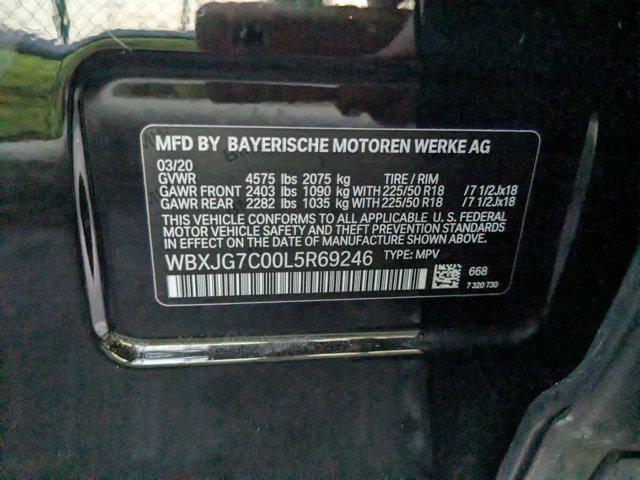 MFD BY BAYERISCHE MOTOREN WERKE AG
03/20
GVWR 4575 lbs 2075 kg TIRE / RIM
GAWR FRONT 2403 lbs 1090 kg WITH 225/50 R18 /7 1/2Jx18
GAWR REAR 2282 lbs 1035 kg WITH 225/50 R18 /7 1/2Jx18
THIS VEHICLE CONFORMS TO ALL APPLICABLE U. S. FEDERAL
MOTOR VEHICLE SAFETY AND THEFT PREVENTION
STANDARDS IN EFFECT ON THE DATE OF MANUFACTURE SHOWN ABOVE.
WBXJG7C00L5R69246 TYPE: MPV
668
7 320 730